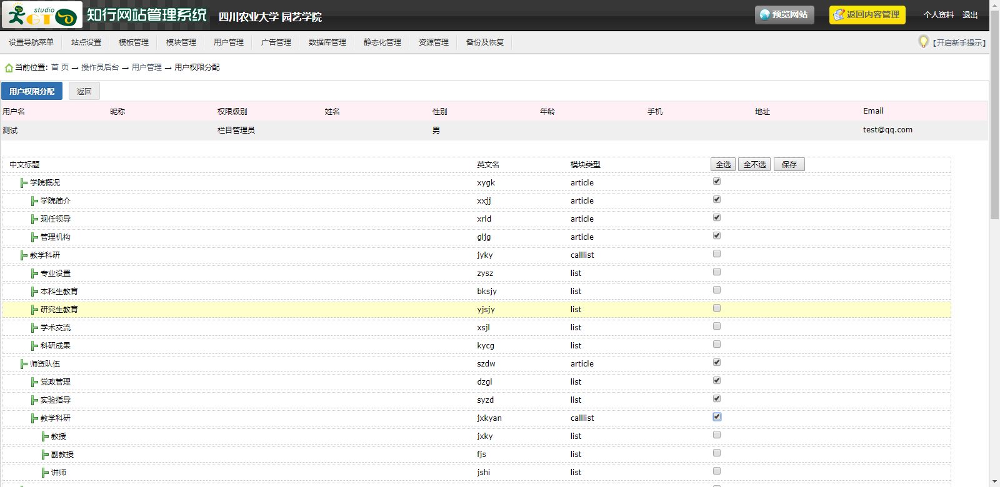 studio GT 知行网站管理系统 四川农业大学 园艺学院 预览网站 返回内容管理 个人资料 退出
设置导航菜单 站点设置 模板管理 模块管理 用户管理 广告管理 数据库管理 静态化管理 资源管理 备份及恢复 【开启新手提示】
当前位置: 首 页 → 操作员后台 → 用户管理 → 用户权限分配
用户权限分配 返回
用户名 昵称 权限级别 姓名 性别 年龄 手机 地址 Email
测试 栏目管理员 男 test@qq.com
中文标题 英文名 模块类型 全选 全不选 保存
学院概况 xygk article
学院简介 xxjj article
现任领导 xrld article
管理机构 gljg article
教学科研 jyky calllist
专业设置 zysz list
本科生教育 bksjy list
研究生教育 yjsjy list
学术交流 xsjl list
科研成果 kycg list
师资队伍 szdw article
党政管理 dzgl list
实验指导 syzd list
教学科研 jxkyan calllist
教授 jxky list
副教授 fjs list
讲师 jshi list